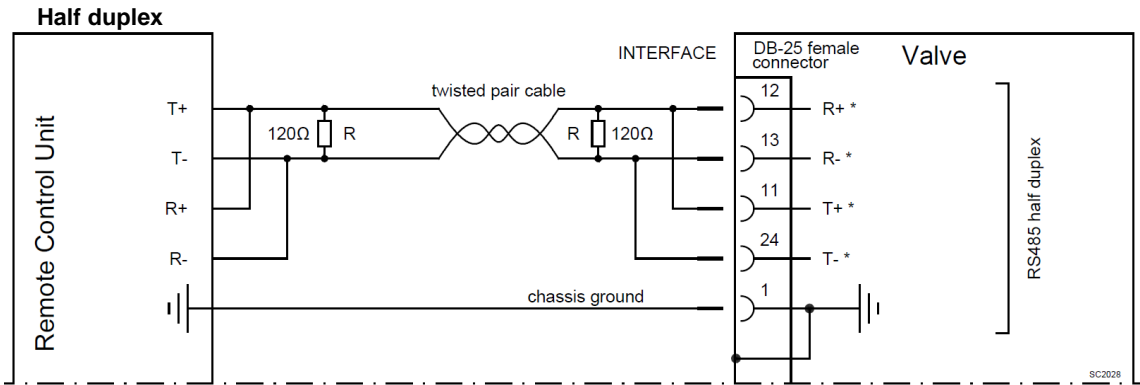 Half duplex
INTERFACE
DB-25 female
connector
Valve
twisted pair cable
T+
120Ω
R
R
120Ω
12
R+ *
T-
13
R- *
R+
11
T+ *
R-
24
T- *
chassis ground
1
Remote Control Unit
RS485 half duplex
SC2028